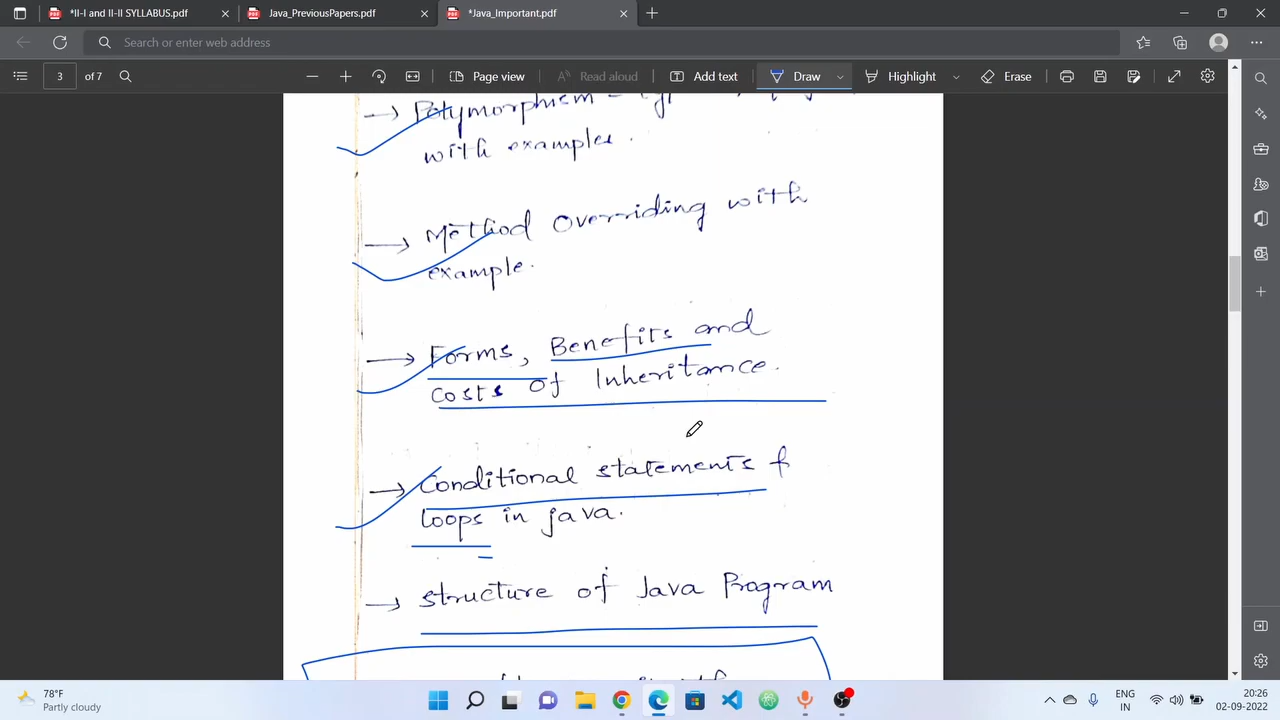 *II-I and II-II SYLLABUS.pdf
Java_PreviousPapers.pdf
*Java_Important.pdf
Search or enter web address
3 of 7
Page view
Read aloud
Add text
Draw
Highlight
Erase
→ Polymorphism -
with examples.
→ Method Overriding with
example.
→ Forms, Benefits and
costs of Inheritance.
→ Conditional statements &
loops in java.
→ structure of Java Program
78°F
Partly cloudy
ENG
IN
20:26
02-09-2022